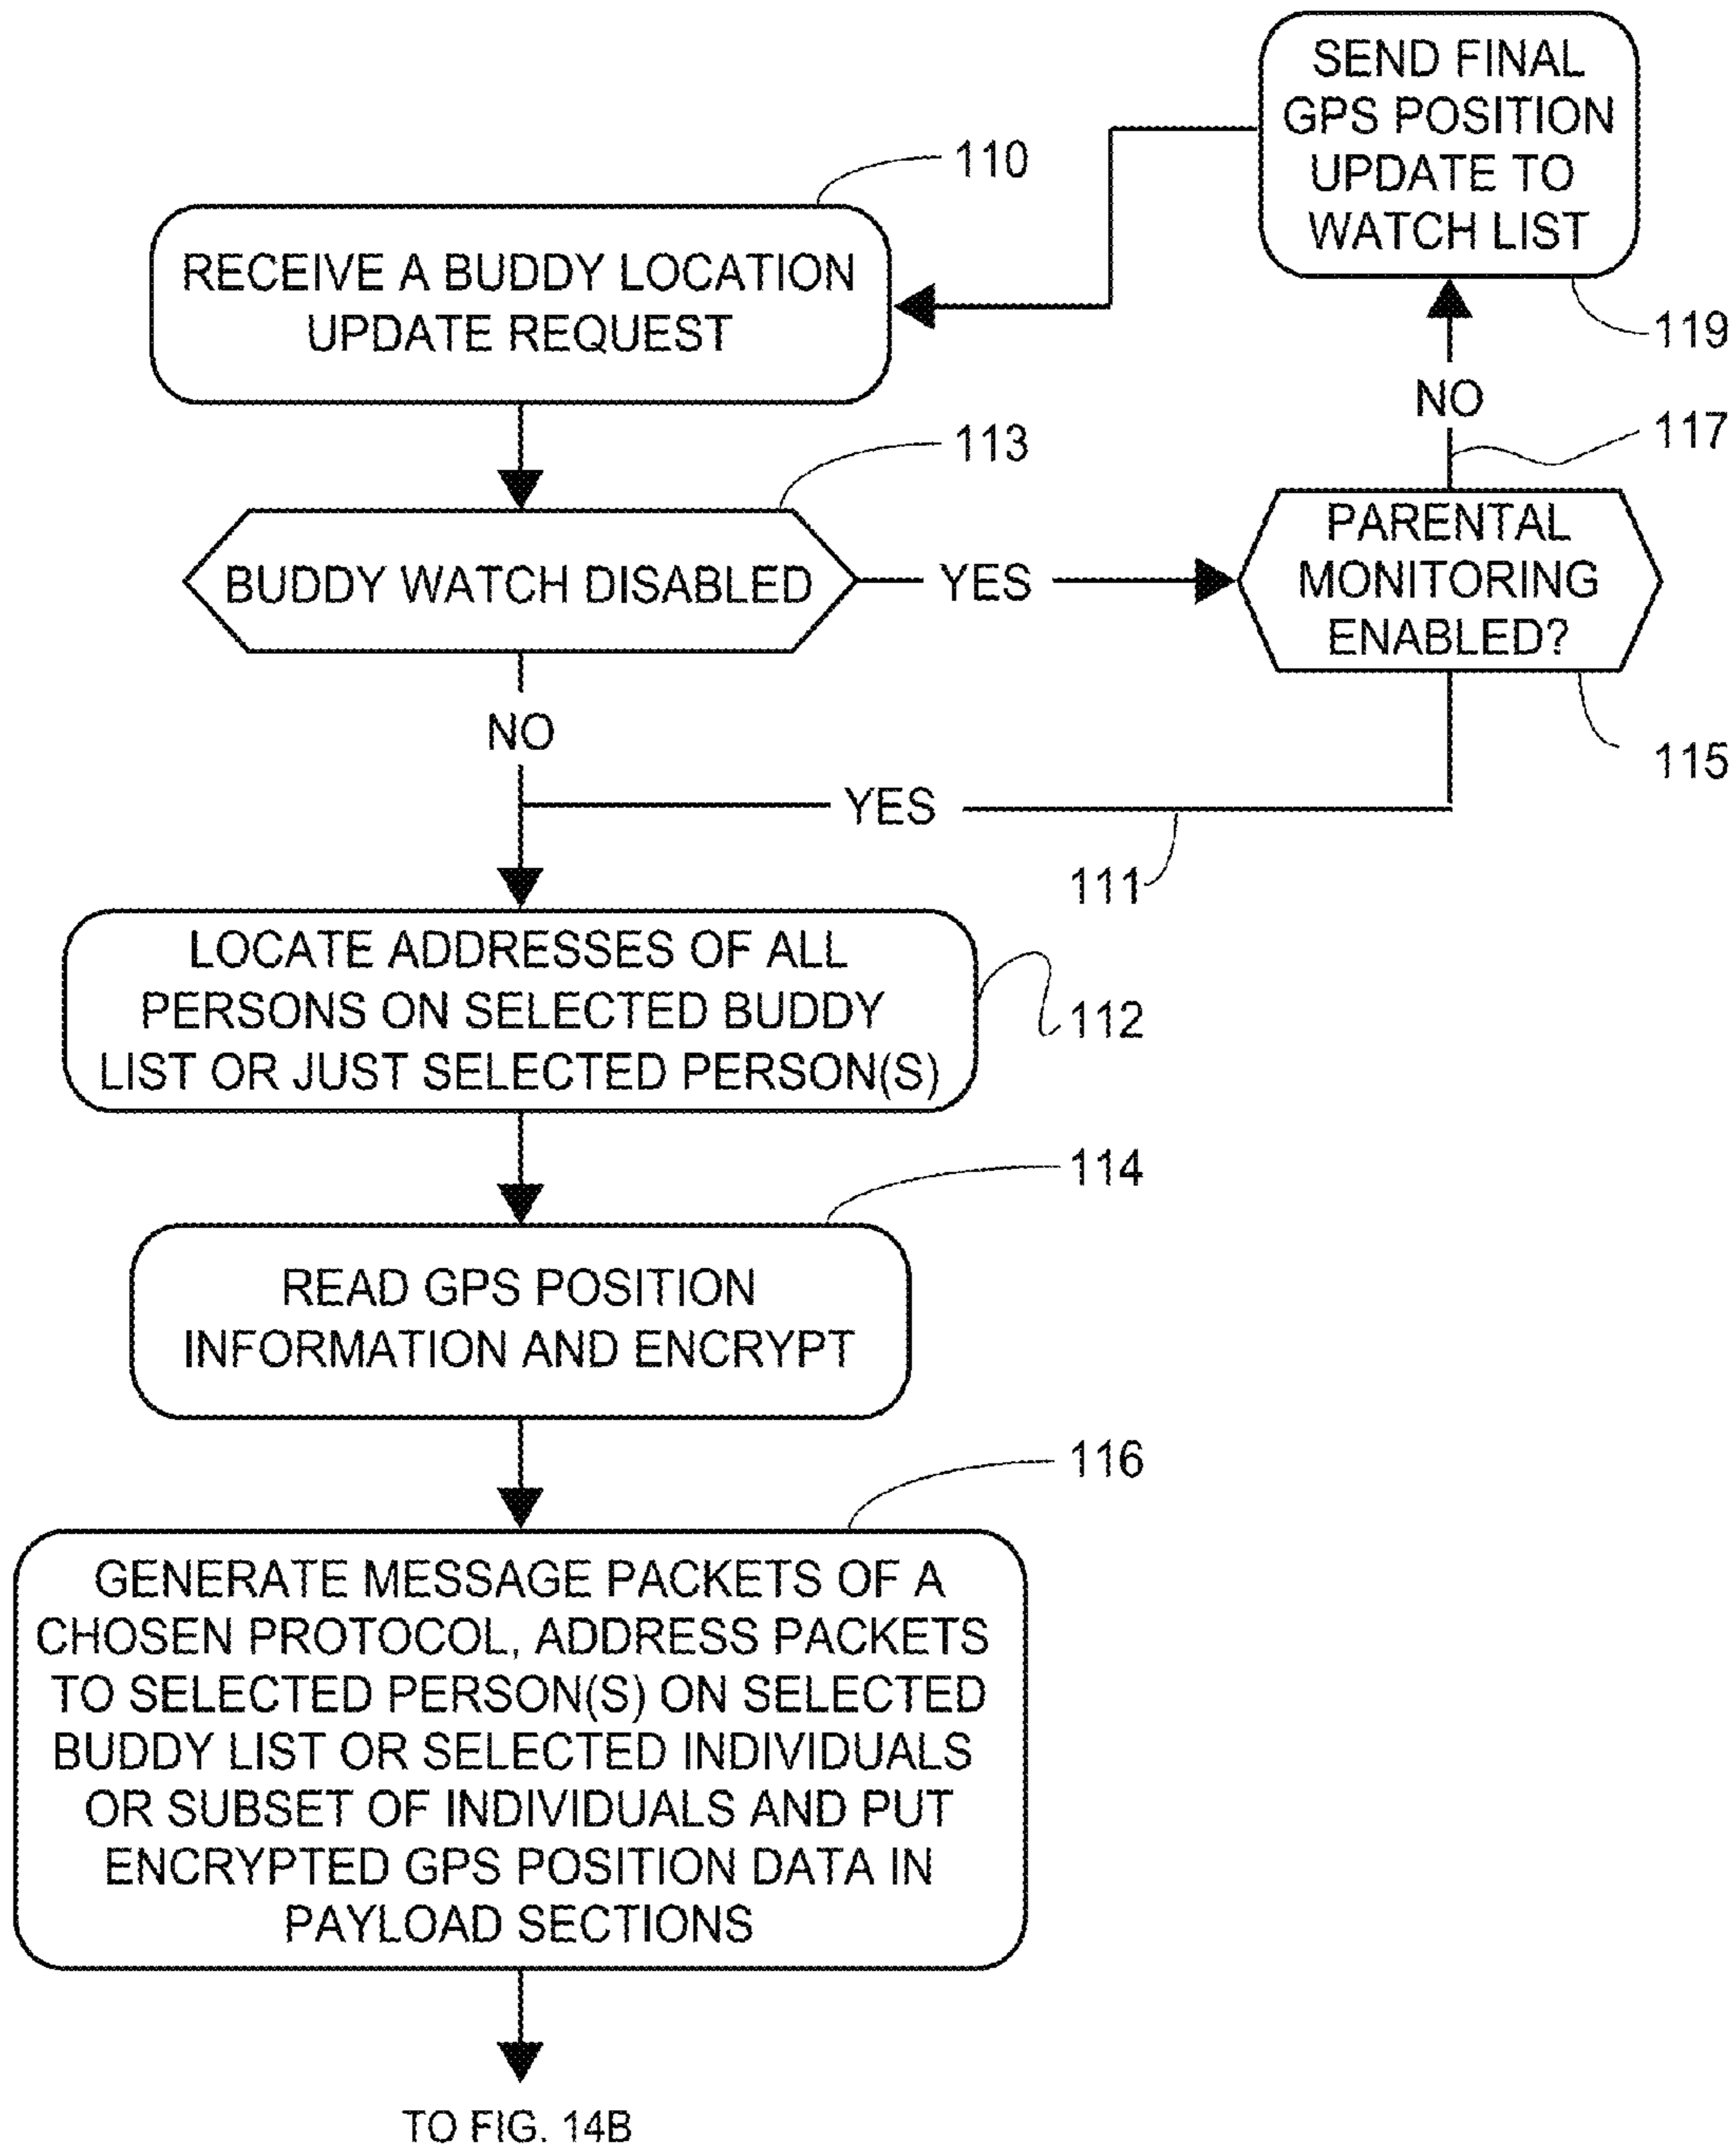 SEND FINAL
GPS POSITION
UPDATE TO
WATCH LIST
119
110
RECEIVE A BUDDY LOCATION
UPDATE REQUEST
NO
117
113
BUDDY WATCH DISABLED
YES
PARENTAL
MONITORING
ENABLED?
115
NO
YES
111
LOCATE ADDRESSES OF ALL
PERSONS ON SELECTED BUDDY
LIST OR JUST SELECTED PERSON(S)
112
114
READ GPS POSITION
INFORMATION AND ENCRYPT
116
GENERATE MESSAGE PACKETS OF A
CHOSEN PROTOCOL, ADDRESS PACKETS
TO SELECTED PERSON(S) ON SELECTED
BUDDY LIST OR SELECTED INDIVIDUALS
OR SUBSET OF INDIVIDUALS AND PUT
ENCRYPTED GPS POSITION DATA IN
PAYLOAD SECTIONS
TO FIG. 14B